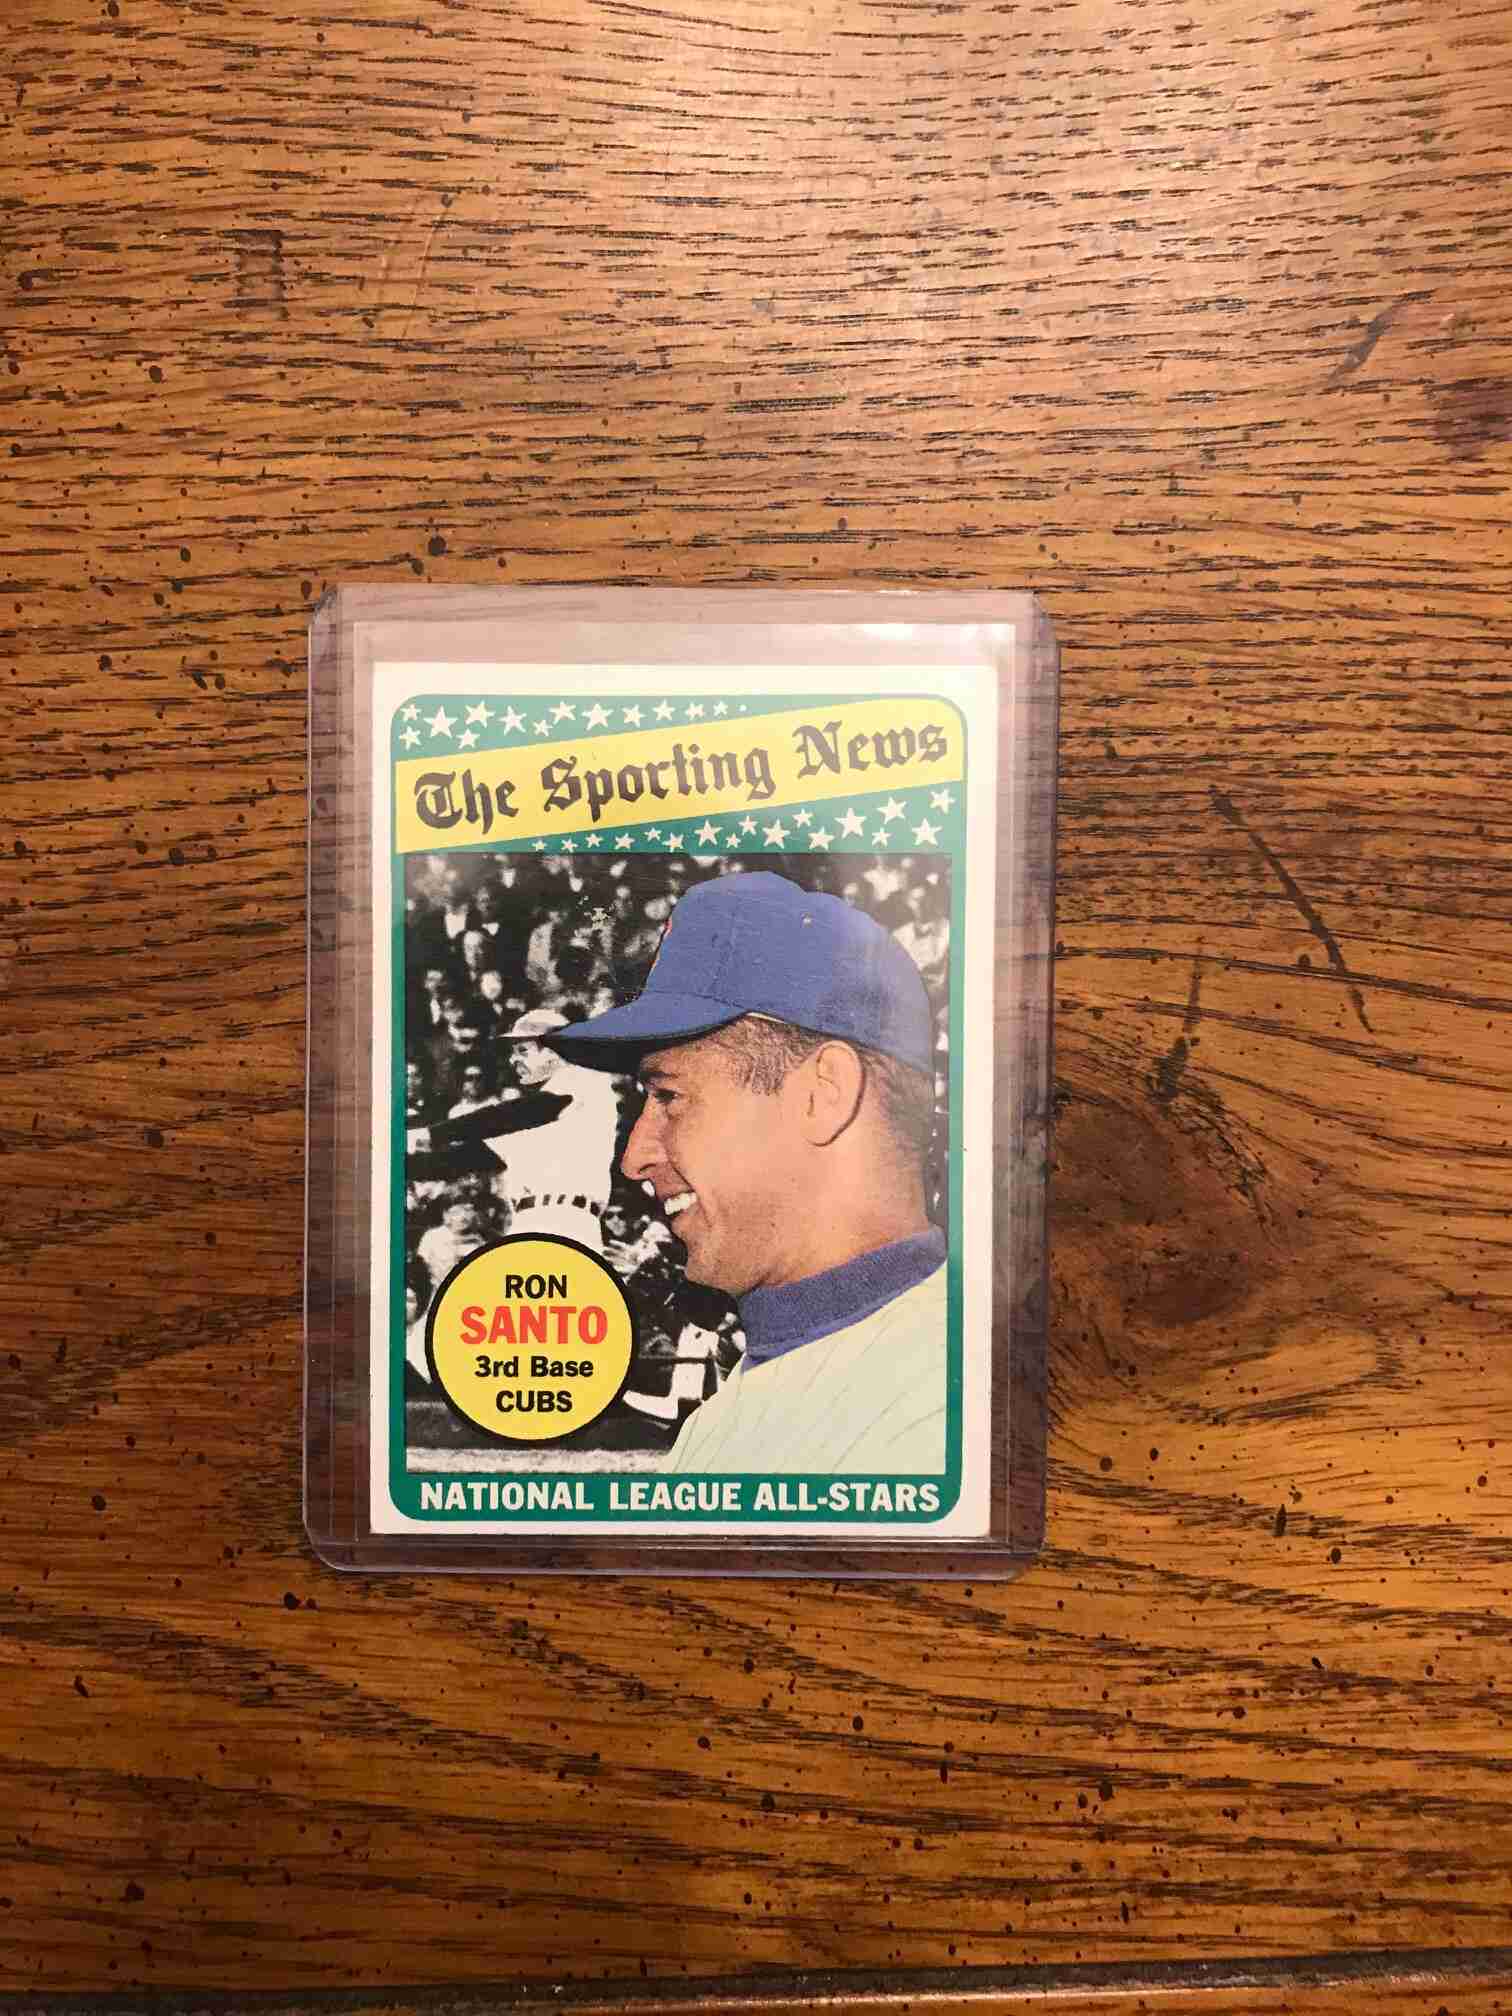 The Sporting News
RON
SANTO
3rd Base
CUBS
NATIONAL LEAGUE ALL-STARS